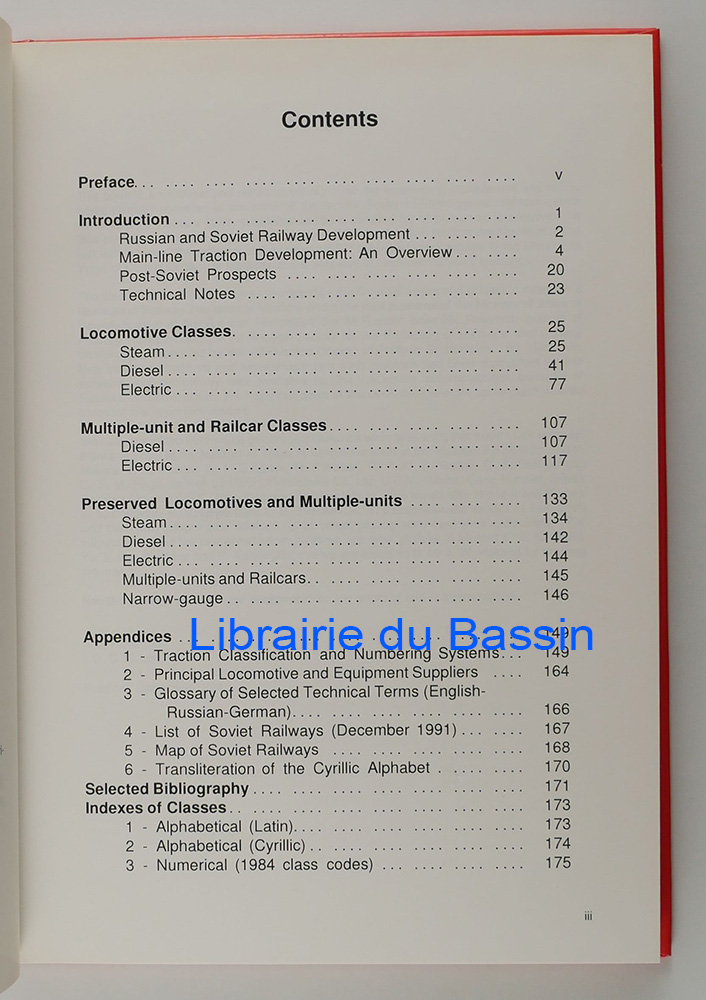 Contents
Preface. . . . . . . . . . . . . . . . . . . . . . . . . . . . . . . . . . . . . . . v
Introduction . . . . . . . . . . . . . . . . . . . . . . . . . . . . . . . . . . . 1
Russian and Soviet Railway Development . . . . . . . . . . . 2
Main-line Traction Development: An Overview . . . . . . . 4
Post-Soviet Prospects . . . . . . . . . . . . . . . . . . . . . . . . 20
Technical Notes . . . . . . . . . . . . . . . . . . . . . . . . . . . . 23
Locomotive Classes. . . . . . . . . . . . . . . . . . . . . . . . . . . . . 25
Steam . . . . . . . . . . . . . . . . . . . . . . . . . . . . . . . . . . . . 25
Diesel . . . . . . . . . . . . . . . . . . . . . . . . . . . . . . . . . . . . 41
Electric . . . . . . . . . . . . . . . . . . . . . . . . . . . . . . . . . . . 77
Multiple-unit and Railcar Classes . . . . . . . . . . . . . . . . . . . . 107
Diesel . . . . . . . . . . . . . . . . . . . . . . . . . . . . . . . . . . . . 107
Electric . . . . . . . . . . . . . . . . . . . . . . . . . . . . . . . . . . . 117
Preserved Locomotives and Multiple-units . . . . . . . . . . . . 133
Steam . . . . . . . . . . . . . . . . . . . . . . . . . . . . . . . . . . . . 134
Diesel . . . . . . . . . . . . . . . . . . . . . . . . . . . . . . . . . . . . 142
Electric . . . . . . . . . . . . . . . . . . . . . . . . . . . . . . . . . . . 144
Multiple-units and Railcars. . . . . . . . . . . . . . . . . . . . . . . 145
Narrow-gauge . . . . . . . . . . . . . . . . . . . . . . . . . . . . . . 146
Appendices . . . . . . . . . . . . . . . . . . . . . . . . . . . . . . . . . . . 149
Librairie du Bassin
1 - Traction Classification and Numbering Systems . . . 149
2 - Principal Locomotive and Equipment Suppliers . . . . 164
3 - Glossary of Selected Technical Terms (English-
Russian-German) . . . . . . . . . . . . . . . . . . . . . . . . 166
4 - List of Soviet Railways (December 1991) . . . . . . . 167
5 - Map of Soviet Railways . . . . . . . . . . . . . . . . . . . . 168
6 - Transliteration of the Cyrillic Alphabet . . . . . . . . . 170
Selected Bibliography . . . . . . . . . . . . . . . . . . . . . . . . . . . . 171
Indexes of Classes . . . . . . . . . . . . . . . . . . . . . . . . . . . . . . 173
1 - Alphabetical (Latin). . . . . . . . . . . . . . . . . . . . . . . . 173
2 - Alphabetical (Cyrillic) . . . . . . . . . . . . . . . . . . . . . . 174
3 - Numerical (1984 class codes) . . . . . . . . . . . . . . . 175
iii